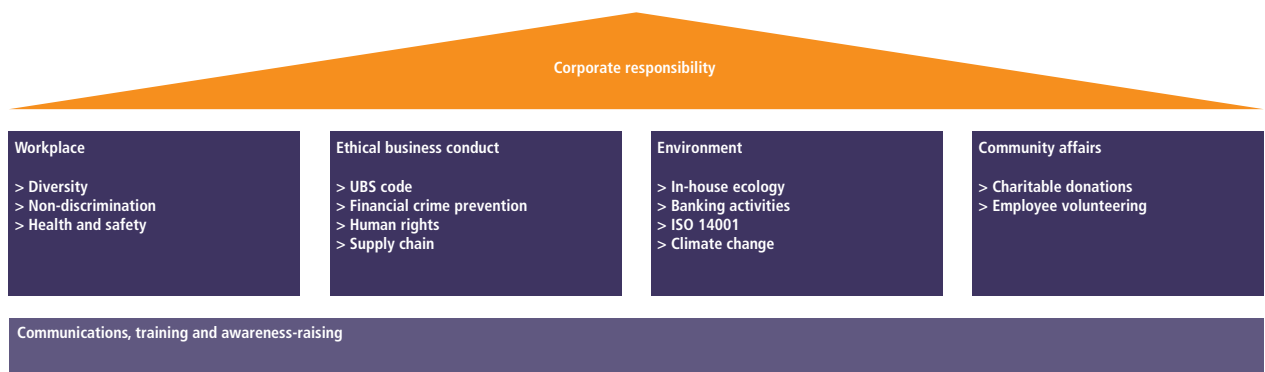 Corporate responsibility
Workplace
> Diversity
> Non-discrimination
> Health and safety
Ethical business conduct
> UBS code
> Financial crime prevention
> Human rights
> Supply chain
Environment
> In-house ecology
> Banking activities
> ISO 14001
> Climate change
Community affairs
> Charitable donations
> Employee volunteering
Communications, training and awareness-raising